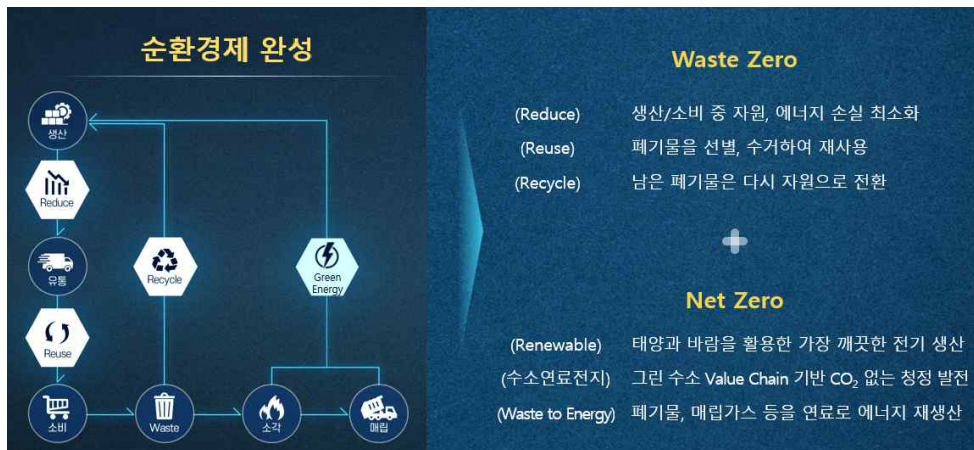 순환경제 완성
생산
Reduce
유통
Reuse
소비
Waste
소각
매립
Recycle
Green
Energy
Waste Zero
(Reduce) 생산/소비 중 자원, 에너지 손실 최소화
(Reuse) 폐기물을 선별, 수거하여 재사용
(Recycle) 남은 폐기물은 다시 자원으로 전환
Net Zero
(Renewable) 태양과 바람을 활용한 가장 깨끗한 전기 생산
(수소연료전지) 그린 수소 Value Chain 기반 CO₂ 없는 청정 발전
(Waste to Energy) 폐기물, 매립가스 등을 연료로 에너지 재생산